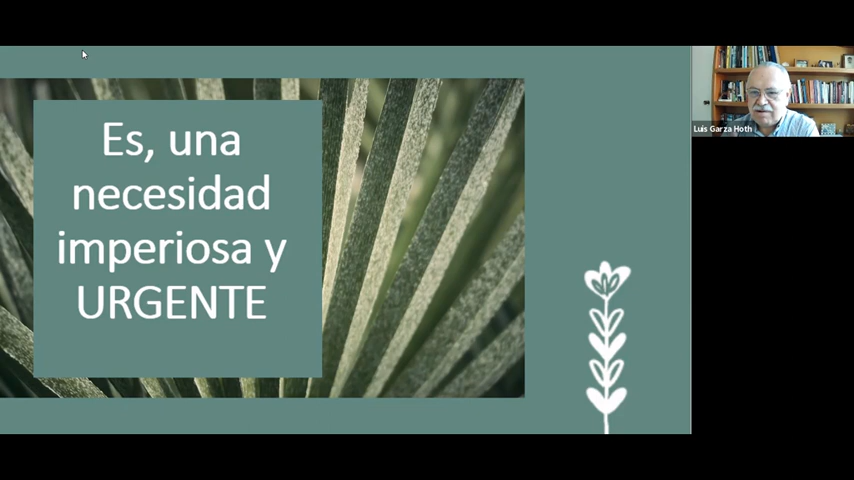 Es, una
necesidad
imperiosa y
URGENTE
Luis Garza Hoth